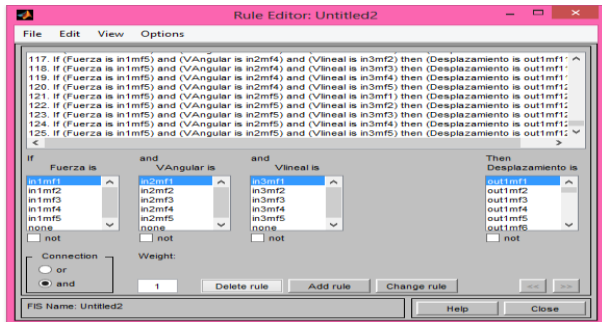 Rule Editor: Untitled2
File Edit View Options
117. If (Fuerza is in1mf5) and (VAngular is in2mf4) and (Vlineal is in3mf2) then (Desplazamiento is out1mf11
118. If (Fuerza is in1mf5) and (VAngular is in2mf4) and (Vlineal is in3mf3) then (Desplazamiento is out1mf11
119. If (Fuerza is in1mf5) and (VAngular is in2mf4) and (Vlineal is in3mf4) then (Desplazamiento is out1mf11
120. If (Fuerza is in1mf5) and (VAngular is in2mf4) and (Vlineal is in3mf5) then (Desplazamiento is out1mf12
121. If (Fuerza is in1mf5) and (VAngular is in2mf5) and (Vlineal is in3mf1) then (Desplazamiento is out1mf12
122. If (Fuerza is in1mf5) and (VAngular is in2mf5) and (Vlineal is in3mf2) then (Desplazamiento is out1mf12
123. If (Fuerza is in1mf5) and (VAngular is in2mf5) and (Vlineal is in3mf3) then (Desplazamiento is out1mf12
124. If (Fuerza is in1mf5) and (VAngular is in2mf5) and (Vlineal is in3mf4) then (Desplazamiento is out1mf12
125. If (Fuerza is in1mf5) and (VAngular is in2mf5) and (Vlineal is in3mf5) then (Desplazamiento is out1mf12
If and and Then
Fuerza is VAngular is Vlineal is Desplazamiento is
in1mf1 in2mf1 in3mf1 out1mf1
in1mf2 in2mf2 in3mf2 out1mf2
in1mf3 in2mf3 in3mf3 out1mf3
in1mf4 in2mf4 in3mf4 out1mf4
in1mf5 in2mf5 in3mf5 out1mf5
none none none out1mf6
not not not not
Connection Weight:
or
and 1 Delete rule Add rule Change rule << >>
FIS Name: Untitled2 Help Close